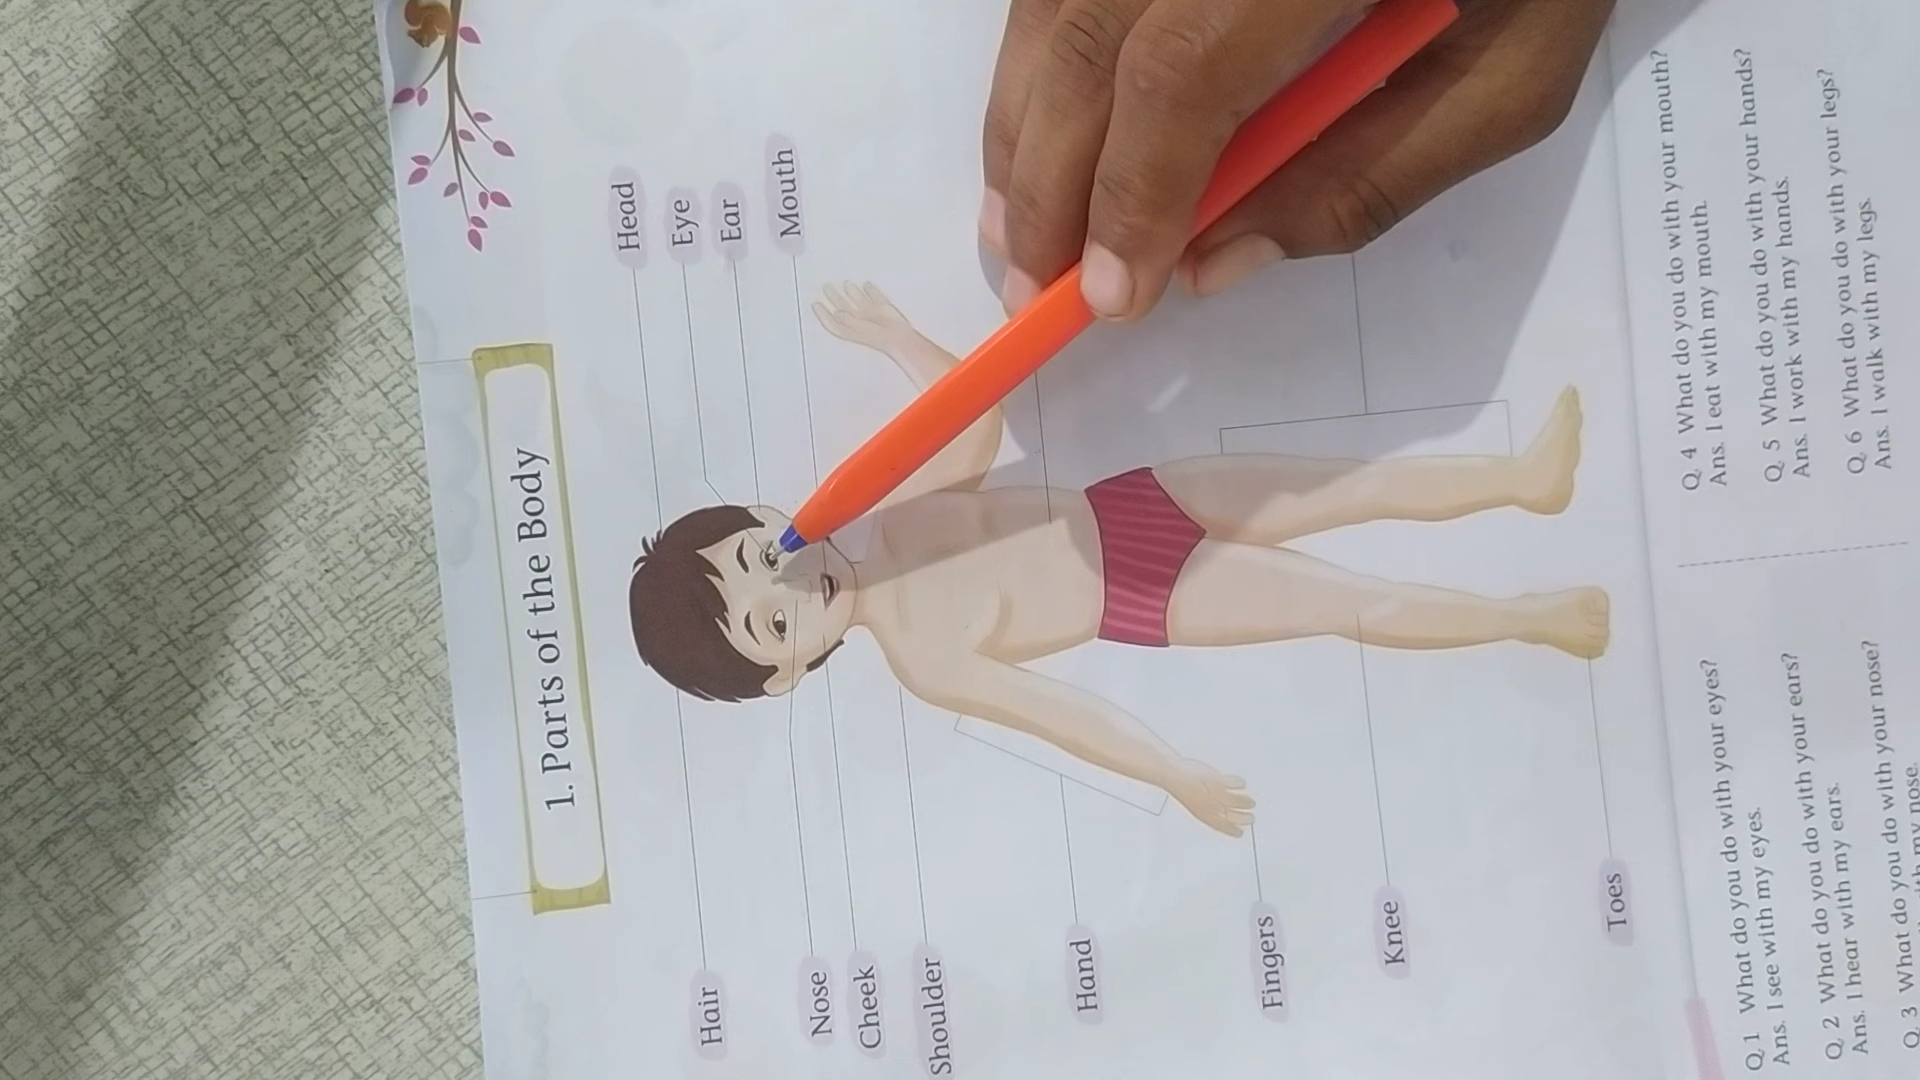 1. Parts of the Body
Head
Eye
Ear
Mouth
Hair
Nose
Cheek
Shoulder
Hand
Fingers
Knee
Toes
Q.1 What do you do with your eyes?
Ans. I see with my eyes.
Q. 2 What do you do with your ears?
Ans. I hear with my ears.
Q. 3 What do you do with your nose?
with my nose.
Q. 4 What do you do with your mouth?
Ans. I eat with my mouth.
Q. 5 What do you do with your hands?
Ans. I work with my hands.
Q. 6 What do you do with your legs?
Ans. I walk with my legs.